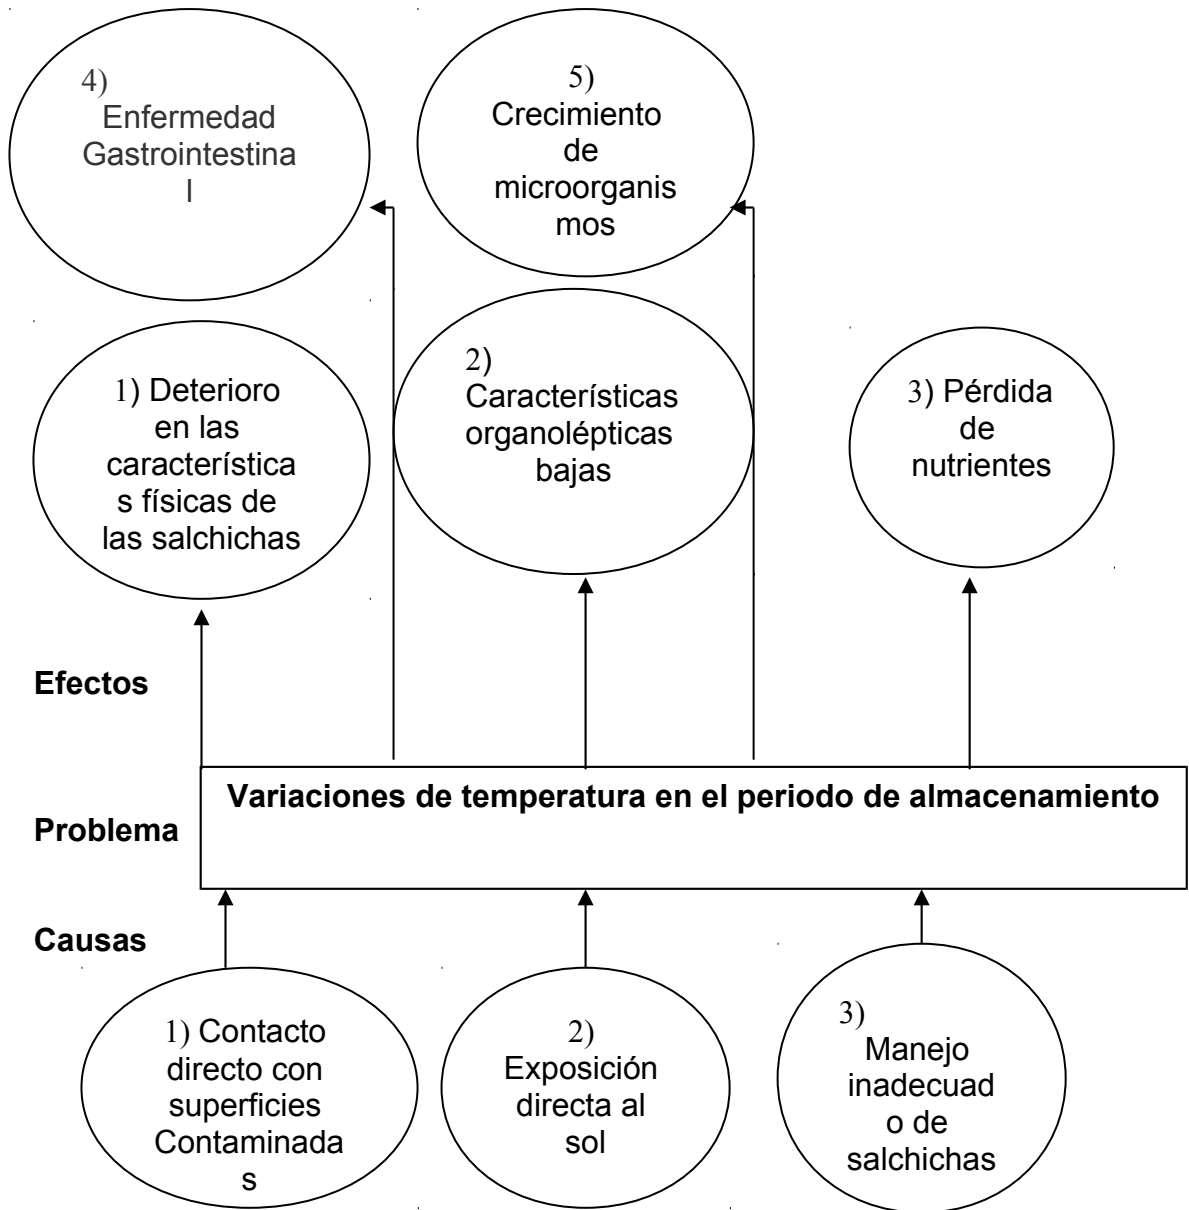 4)
Enfermedad
Gastrointestina
l
5)
Crecimiento
de
microorganis
mos
1) Deterioro
en las
característica
s físicas de
las salchichas
2)
Características
organolépticas
bajas
3) Pérdida
de
nutrientes
Efectos
Variaciones de temperatura en el periodo de almacenamiento
Problema
Causas
1) Contacto
directo con
superficies
Contaminada
s
2)
Exposición
directa al
sol
3)
Manejo
inadecuad
o de
salchichas